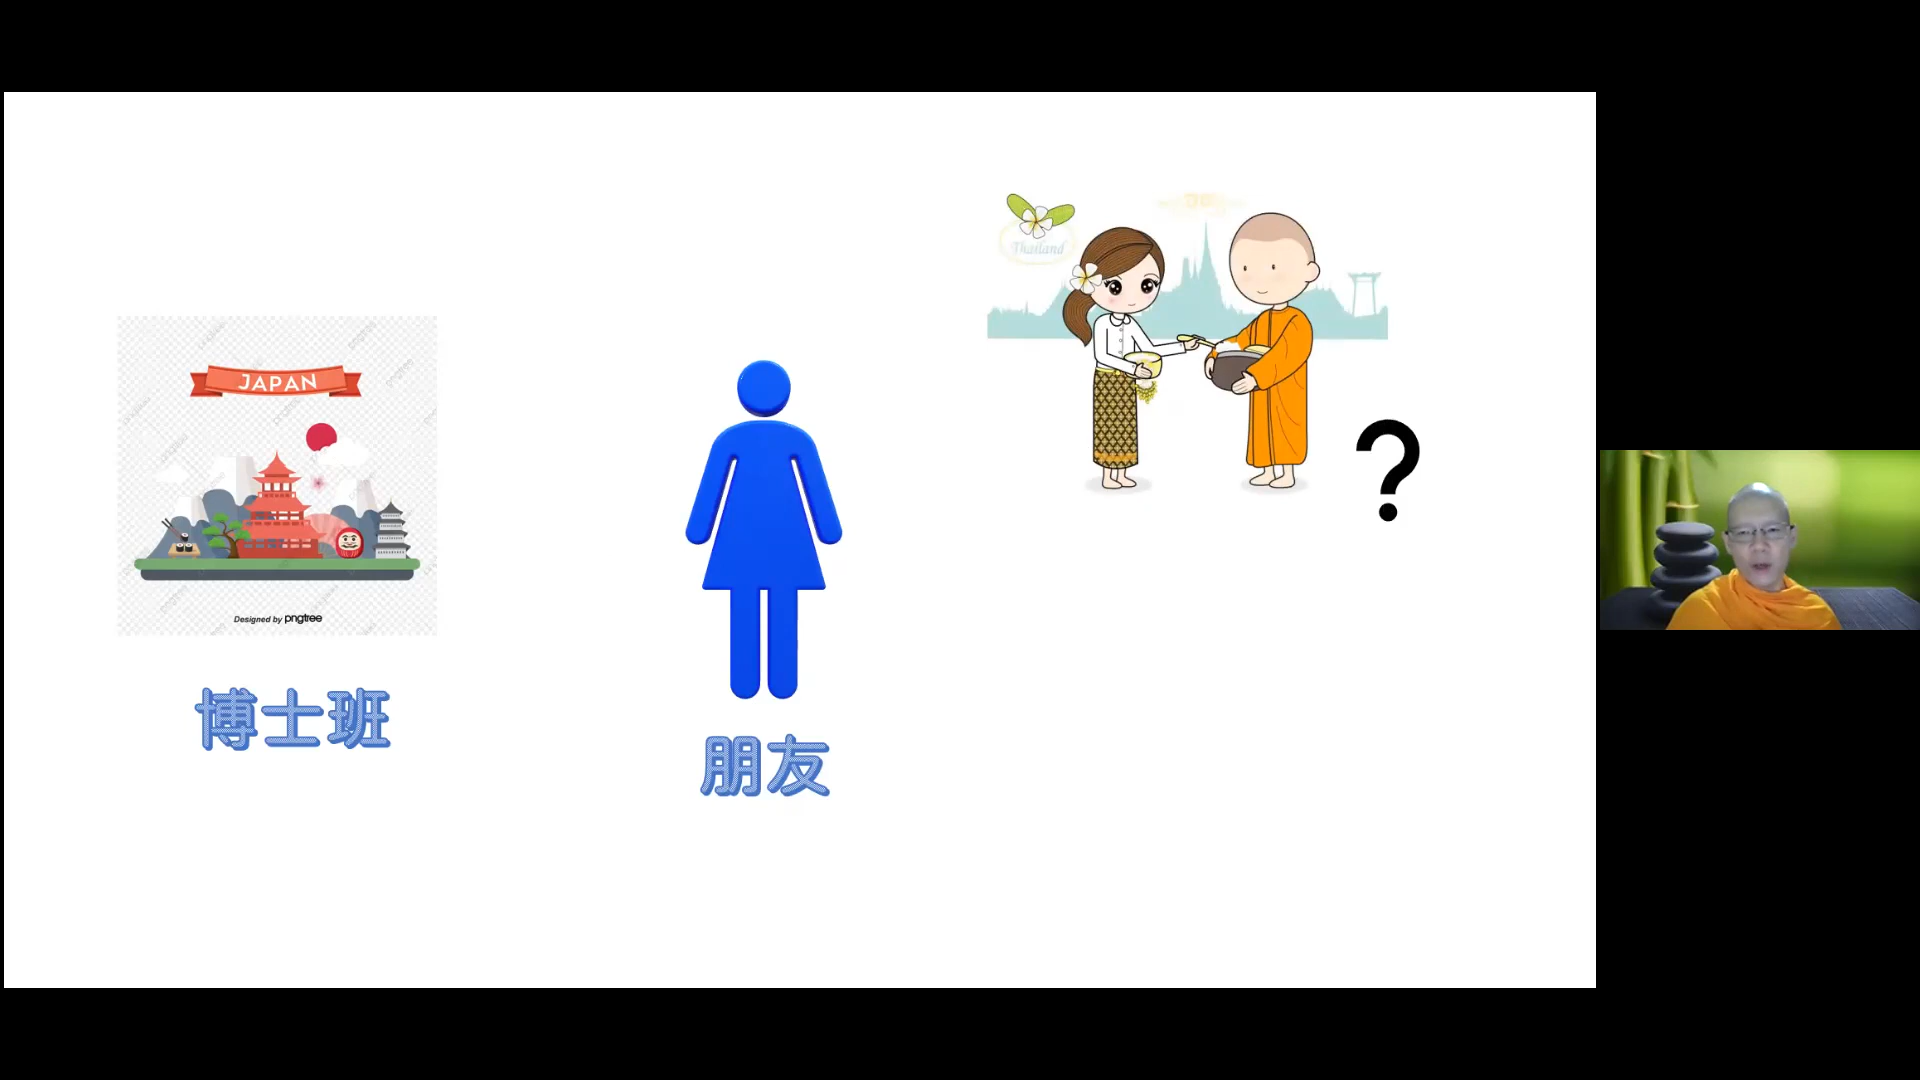 JAPAN
Designed by pngtree
博士班
朋友
Thailand
?